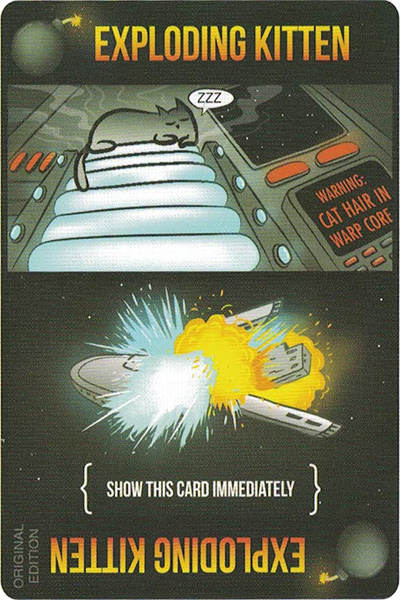 EXPLODING KITTEN
ZZZ
WARNING:
CAT HAIR IN
WARP CORE
SHOW THIS CARD IMMEDIATELY
ORIGINAL
EDITION
EXPLODING KITTEN